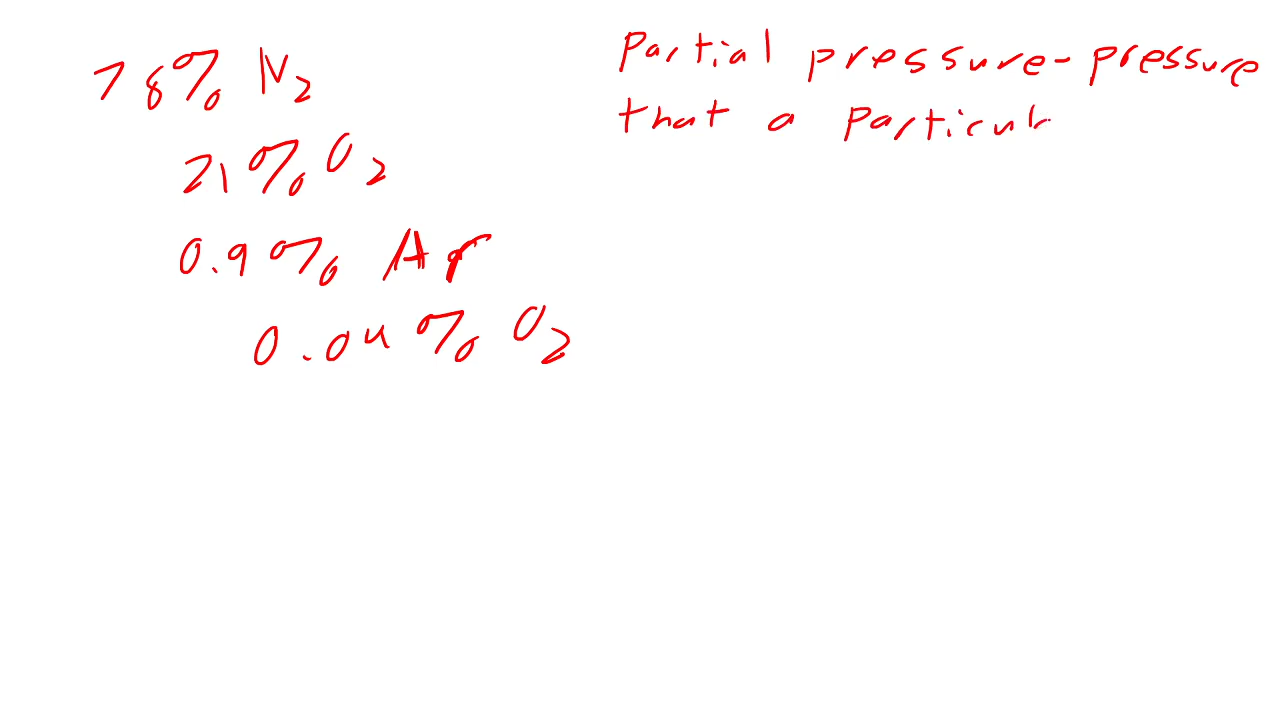 78% N2
21% O2
0.9% Ar
0.04% O2
Partial pressure-pressure
that a particul